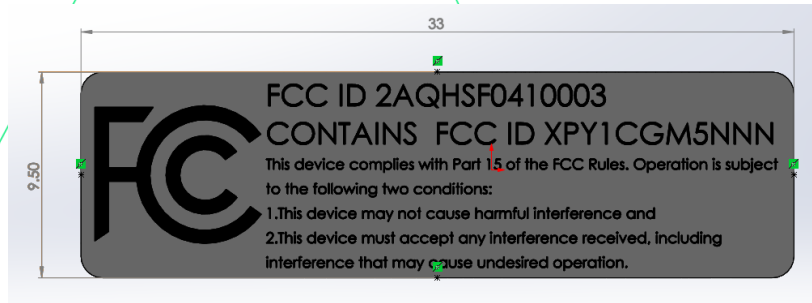 33
9.50
FCC
FCC ID 2AQHSF0410003
CONTAINS FCC ID XPY1CGM5NNN
This device complies with Part 15 of the FCC Rules. Operation is subject
to the following two conditions:
1.This device may not cause harmful interference and
2.This device must accept any interference received, including
interference that may cause undesired operation.